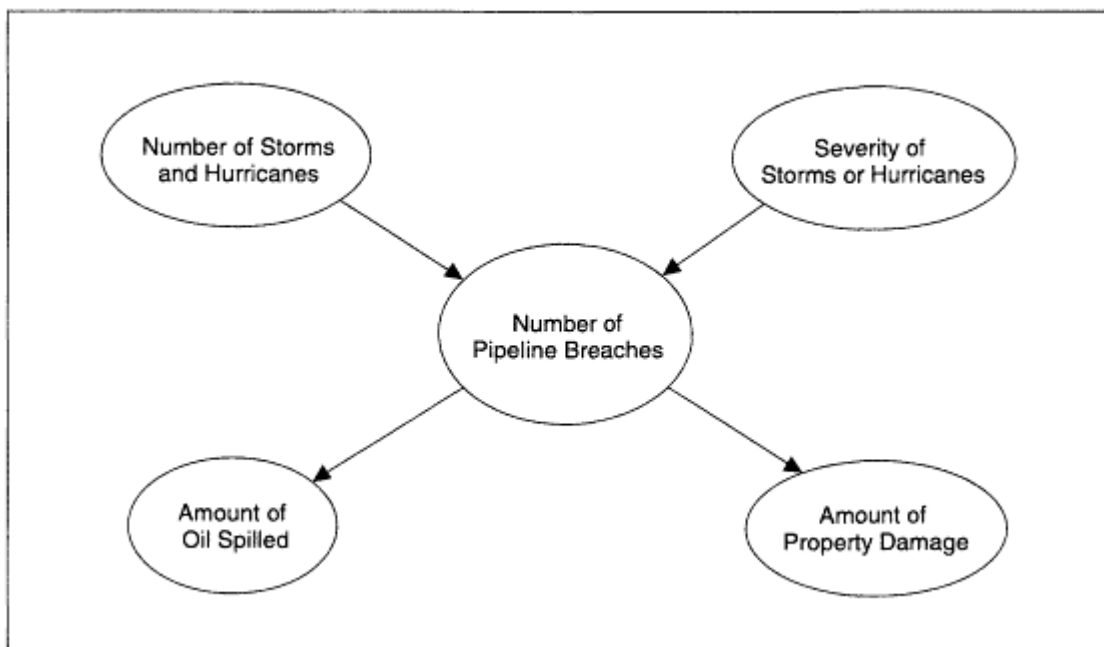 Number of Storms
and Hurricanes
Severity of
Storms or Hurricanes
Number of
Pipeline Breaches
Amount of
Oil Spilled
Amount of
Property Damage